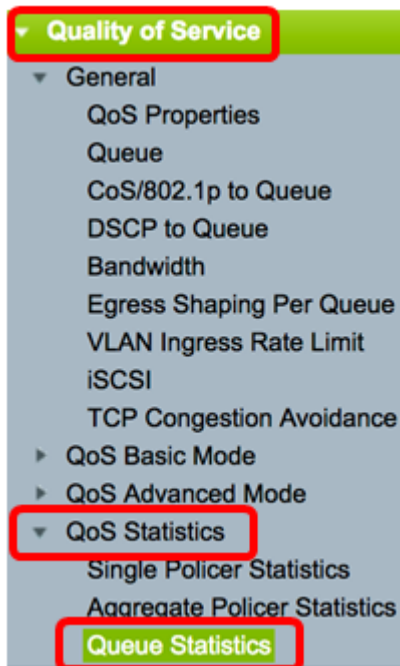 Quality of Service
General
QoS Properties
Queue
CoS/802.1p to Queue
DSCP to Queue
Bandwidth
Egress Shaping Per Queue
VLAN Ingress Rate Limit
iSCSI
TCP Congestion Avoidance
QoS Basic Mode
QoS Advanced Mode
QoS Statistics
Single Policer Statistics
Aggregate Policer Statistics
Queue Statistics